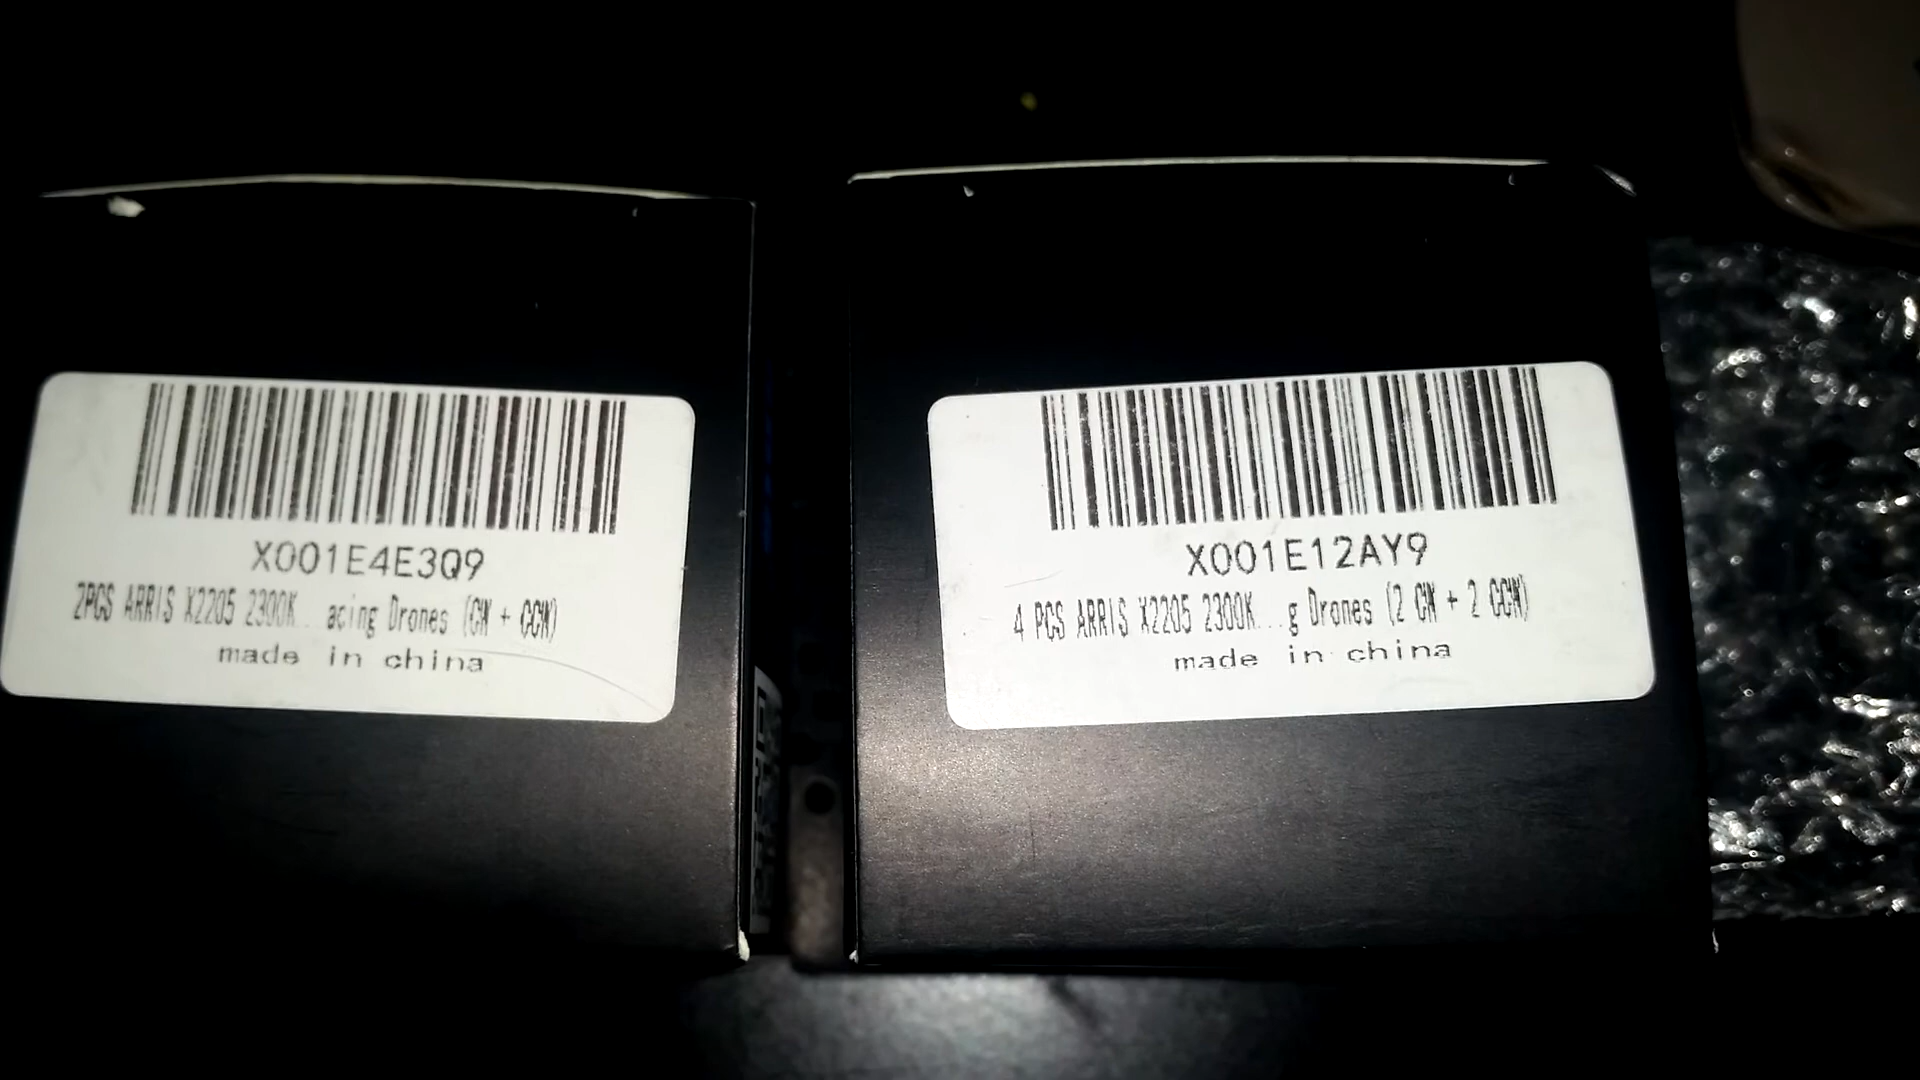 X001E4E3Q9
2PCS ARRIS X2205 2300K...acing Drones (CW + CCW)
made in china
X001E12AY9
4 PCS ARRIS X2205 2300K...g Drones (2 CW + 2 CCW)
made in china